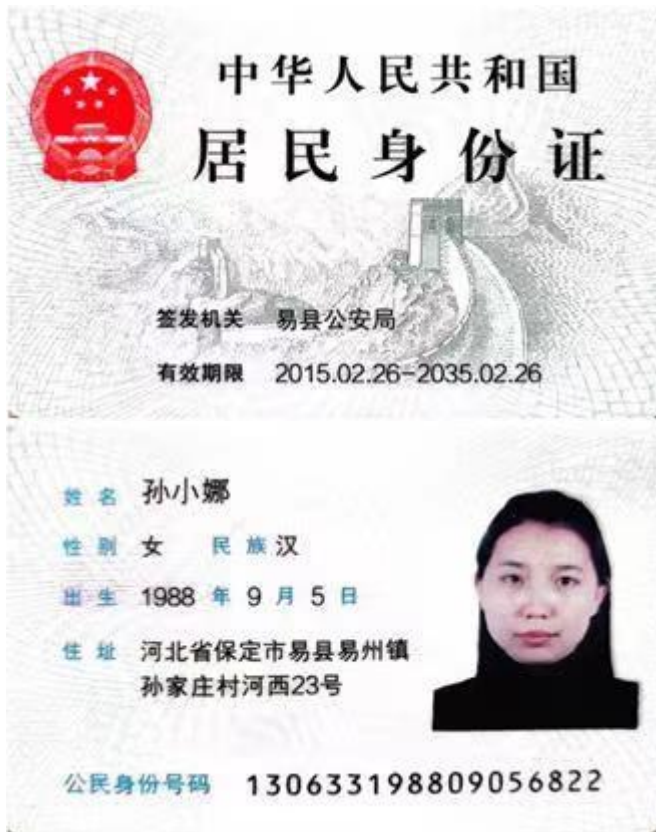 中华人民共和国
居民身份证
签发机关 易县公安局
有效期限 2015.02.26-2035.02.26
姓名 孙小娜
性别 女 民族 汉
出生 1988 年 9 月 5 日
住址 河北省保定市易县易州镇
孙家庄村河西23号
公民身份号码 130633198809056822